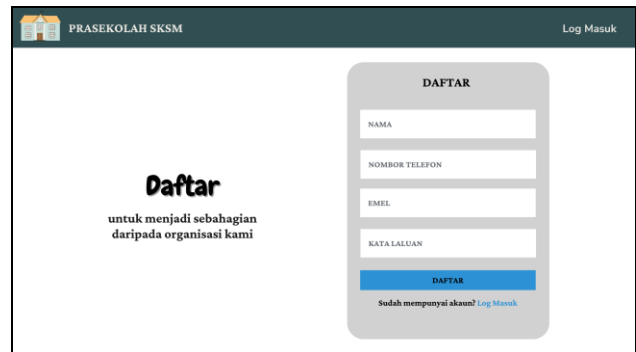 PRASEKOLAH SKSM
Log Masuk
Daftar
untuk menjadi sebahagian
daripada organisasi kami
DAFTAR
NAMA
NOMBOR TELEFON
EMEL
KATA LALUAN
DAFTAR
Sudah mempunyai akaun? Log Masuk